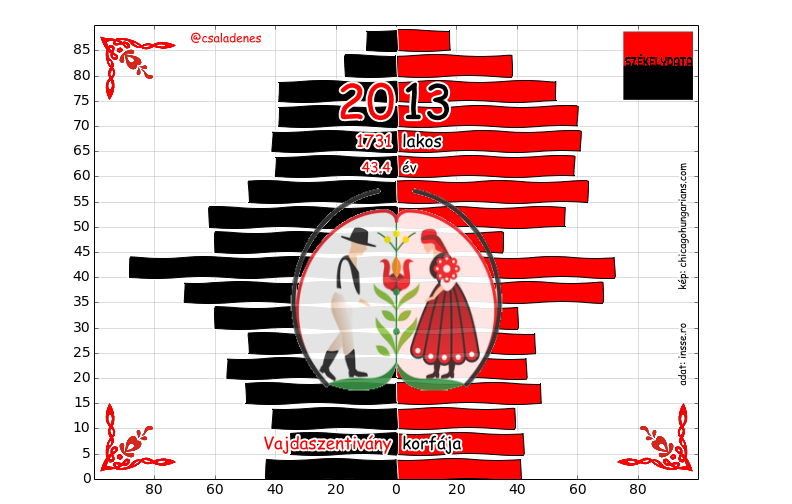 @csaladenes
SZÉKELYDATA
2013
1731 lakos
43.4 év
kép: chicagohungarians.com
adat: insse.ro
Vajdaszentivány korfája
85
80
75
70
65
60
55
50
45
40
35
30
25
20
15
10
5
0
80 60 40 20 0 20 40 60 80